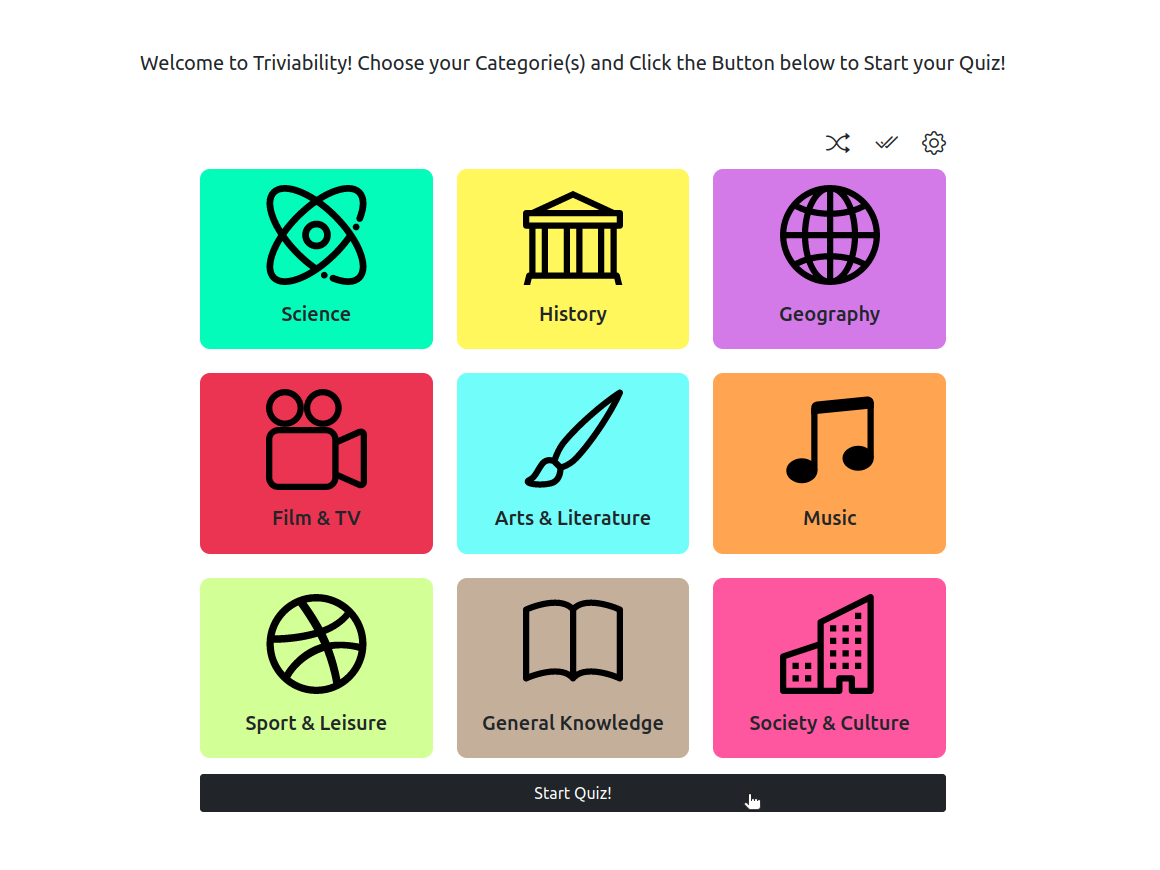 Welcome to Triviability! Choose your Categorie(s) and Click the Button below to Start your Quiz!
Science
History
Geography
Film & TV
Arts & Literature
Music
Sport & Leisure
General Knowledge
Society & Culture
Start Quiz!